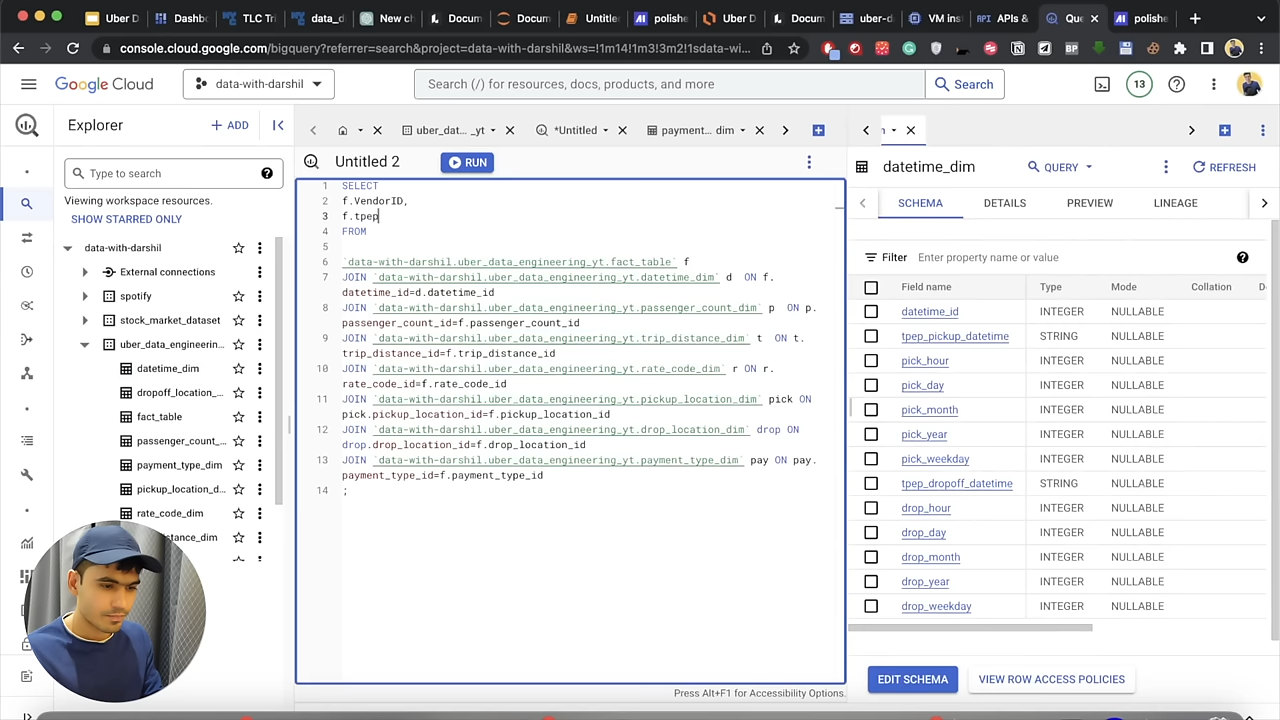 Uber D
Dashb
TLC Tri
data_d
New ch
Docum
Docum
Untitle
polishe
Uber D
Docum
uber-d
VM inst
RPI APIs &
Que
polishe
console.cloud.google.com/bigquery?referrer=search&project=data-with-darshil&ws=!1m14!1m3!3m2!1sdata-wi...
Google Cloud
data-with-darshil
Search (/) for resources, docs, products, and more
Search
13
Explorer
+ ADD
uber_dat... _yt
*Untitled
payment... dim
n
Type to search
Viewing workspace resources.
SHOW STARRED ONLY
data-with-darshil
External connections
spotify
stock_market_dataset
uber_data_engineerin...
datetime_dim
dropoff_location_...
fact_table
passenger_count_...
payment_type_dim
pickup_location_d...
rate_code_dim
stance_dim
Untitled 2
RUN
1 SELECT
2 f.VendorID,
3 f.tpep
4 FROM
5
6 `data-with-darshil.uber_data_engineering_yt.fact_table` f
7 JOIN `data-with-darshil.uber_data_engineering_yt.datetime_dim` d ON f.
datetime_id=d.datetime_id
8 JOIN `data-with-darshil.uber_data_engineering_yt.passenger_count_dim` p ON p.
passenger_count_id=f.passenger_count_id
9 JOIN `data-with-darshil.uber_data_engineering_yt.trip_distance_dim` t ON t.
trip_distance_id=f.trip_distance_id
10 JOIN `data-with-darshil.uber_data_engineering_yt.rate_code_dim` r ON r.
rate_code_id=f.rate_code_id
11 JOIN `data-with-darshil.uber_data_engineering_yt.pickup_location_dim` pick ON
pick.pickup_location_id=f.pickup_location_id
12 JOIN `data-with-darshil.uber_data_engineering_yt.drop_location_dim` drop ON
drop.drop_location_id=f.drop_location_id
13 JOIN `data-with-darshil.uber_data_engineering_yt.payment_type_dim` pay ON pay.
payment_type_id=f.payment_type_id
14 ;
Press Alt+F1 for Accessibility Options.
datetime_dim
QUERY
REFRESH
SCHEMA DETAILS PREVIEW LINEAGE
Filter Enter property name or value
Field name Type Mode Collation D
datetime_id INTEGER NULLABLE
tpep_pickup_datetime STRING NULLABLE
pick_hour INTEGER NULLABLE
pick_day INTEGER NULLABLE
pick_month INTEGER NULLABLE
pick_year INTEGER NULLABLE
pick_weekday INTEGER NULLABLE
tpep_dropoff_datetime STRING NULLABLE
drop_hour INTEGER NULLABLE
drop_day INTEGER NULLABLE
drop_month INTEGER NULLABLE
drop_year INTEGER NULLABLE
drop_weekday INTEGER NULLABLE
EDIT SCHEMA
VIEW ROW ACCESS POLICIES